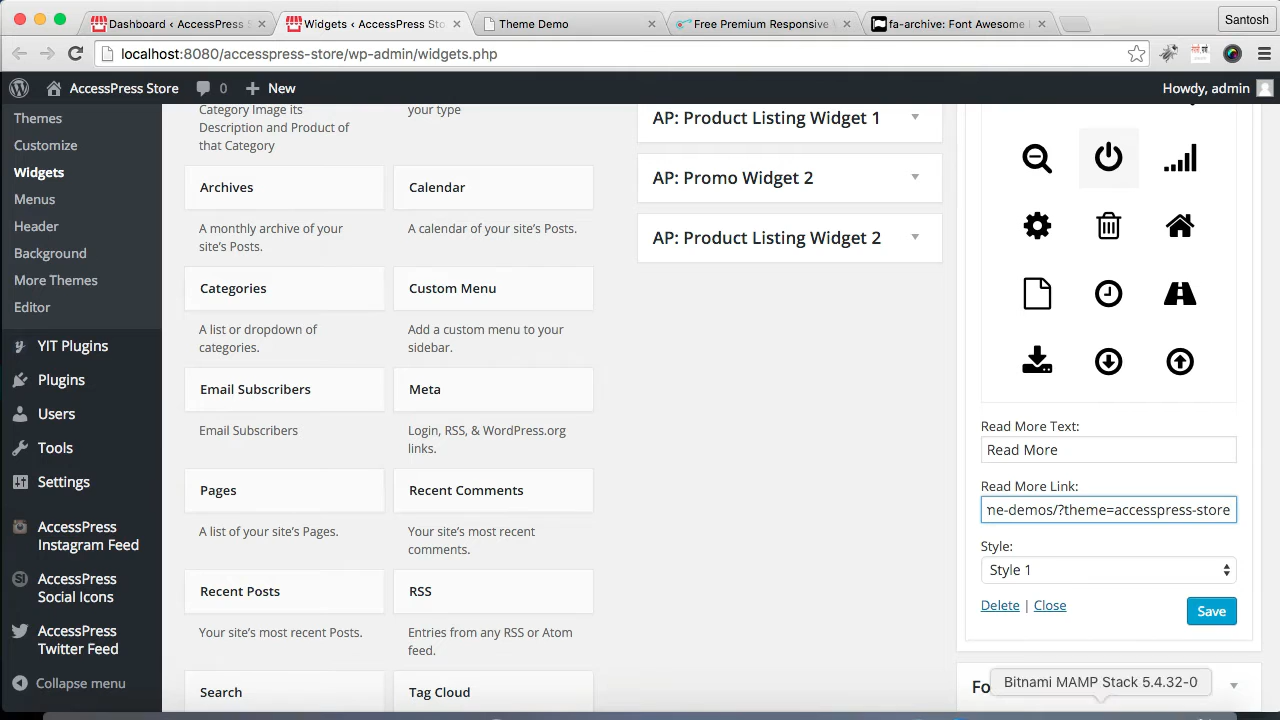 Dashboard ‹ AccessPress S
Widgets ‹ AccessPress Sto
Theme Demo
Free Premium Responsive
fa-archive: Font Awesome
Santosh
localhost:8080/accesspress-store/wp-admin/widgets.php
AccessPress Store
0
New
Howdy, admin
Themes
Customize
Widgets
Menus
Header
Background
More Themes
Editor
YIT Plugins
Plugins
Users
Tools
Settings
AccessPress
Instagram Feed
AccessPress
Social Icons
AccessPress
Twitter Feed
Collapse menu
Category Image its
Description and Product of
that Category
your type
Archives
Calendar
A monthly archive of your
site's Posts.
A calendar of your site's Posts.
Categories
Custom Menu
A list or dropdown of
categories.
Add a custom menu to your
sidebar.
Email Subscribers
Meta
Email Subscribers
Login, RSS, & WordPress.org
links.
Pages
Recent Comments
A list of your site's Pages.
Your site's most recent
comments.
Recent Posts
RSS
Your site's most recent Posts.
Entries from any RSS or Atom
feed.
Search
Tag Cloud
AP: Product Listing Widget 1
AP: Promo Widget 2
AP: Product Listing Widget 2
Read More Text:
Read More
Read More Link:
ne-demos/?theme=accesspress-store
Style:
Style 1
Delete | Close
Save
Fo
Bitnami MAMP Stack 5.4.32-0